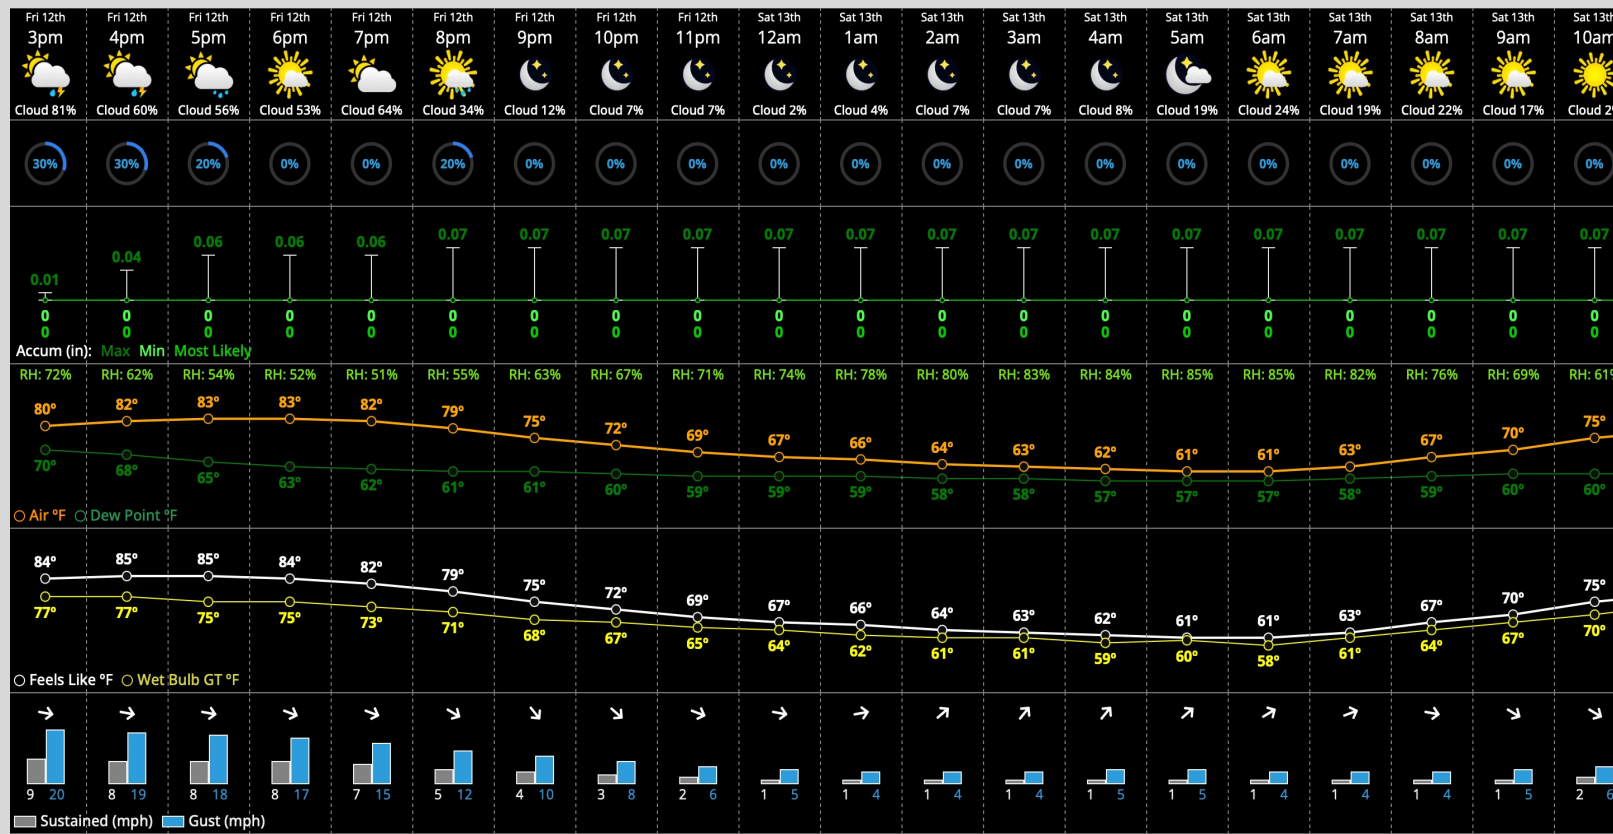 Fri 12th Fri 12th Fri 12th Fri 12th Fri 12th Fri 12th Fri 12th Fri 12th Fri 12th Sat 13th Sat 13th Sat 13th Sat 13th Sat 13th Sat 13th Sat 13th Sat 13th Sat 13th Sat 13th Sat 13th
3pm 4pm 5pm 6pm 7pm 8pm 9pm 10pm 11pm 12am 1am 2am 3am 4am 5am 6am 7am 8am 9am 10am
Cloud 81% Cloud 60% Cloud 56% Cloud 53% Cloud 64% Cloud 34% Cloud 12% Cloud 7% Cloud 7% Cloud 2% Cloud 4% Cloud 7% Cloud 7% Cloud 8% Cloud 19% Cloud 24% Cloud 19% Cloud 22% Cloud 17% Cloud 2%
30% 30% 20% 0% 0% 20% 0% 0% 0% 0% 0% 0% 0% 0% 0% 0% 0% 0% 0% 0%
0.01 0.04 0.06 0.06 0.06 0.07 0.07 0.07 0.07 0.07 0.07 0.07 0.07 0.07 0.07 0.07 0.07 0.07 0.07 0.07
0 0 0 0 0 0 0 0 0 0 0 0 0 0 0 0 0 0 0 0
0 0 0 0 0 0 0 0 0 0 0 0 0 0 0 0 0 0 0 0
Accum (in): Max Min Most Likely
RH: 72% RH: 62% RH: 54% RH: 52% RH: 51% RH: 55% RH: 63% RH: 67% RH: 71% RH: 74% RH: 78% RH: 80% RH: 83% RH: 84% RH: 85% RH: 85% RH: 82% RH: 76% RH: 69% RH: 61%
80° 82° 83° 83° 82° 79° 75° 72° 69° 67° 66° 64° 63° 62° 61° 61° 63° 67° 70° 75°
70° 68° 65° 63° 62° 61° 61° 60° 59° 59° 59° 58° 58° 57° 57° 57° 58° 59° 60° 60°
Air °F Dew Point °F
84° 85° 85° 84° 82° 79° 75° 72° 69° 67° 66° 64° 63° 62° 61° 61° 63° 67° 70° 75°
77° 77° 75° 75° 73° 71° 68° 67° 65° 64° 62° 61° 61° 59° 60° 58° 61° 64° 67° 70°
Feels Like °F Wet Bulb GT °F
9 20 8 19 8 18 8 17 7 15 5 12 4 10 3 8 2 6 1 5 1 4 1 4 1 4 1 5 1 5 1 4 1 4 1 4 1 5 2 6
Sustained (mph) Gust (mph)